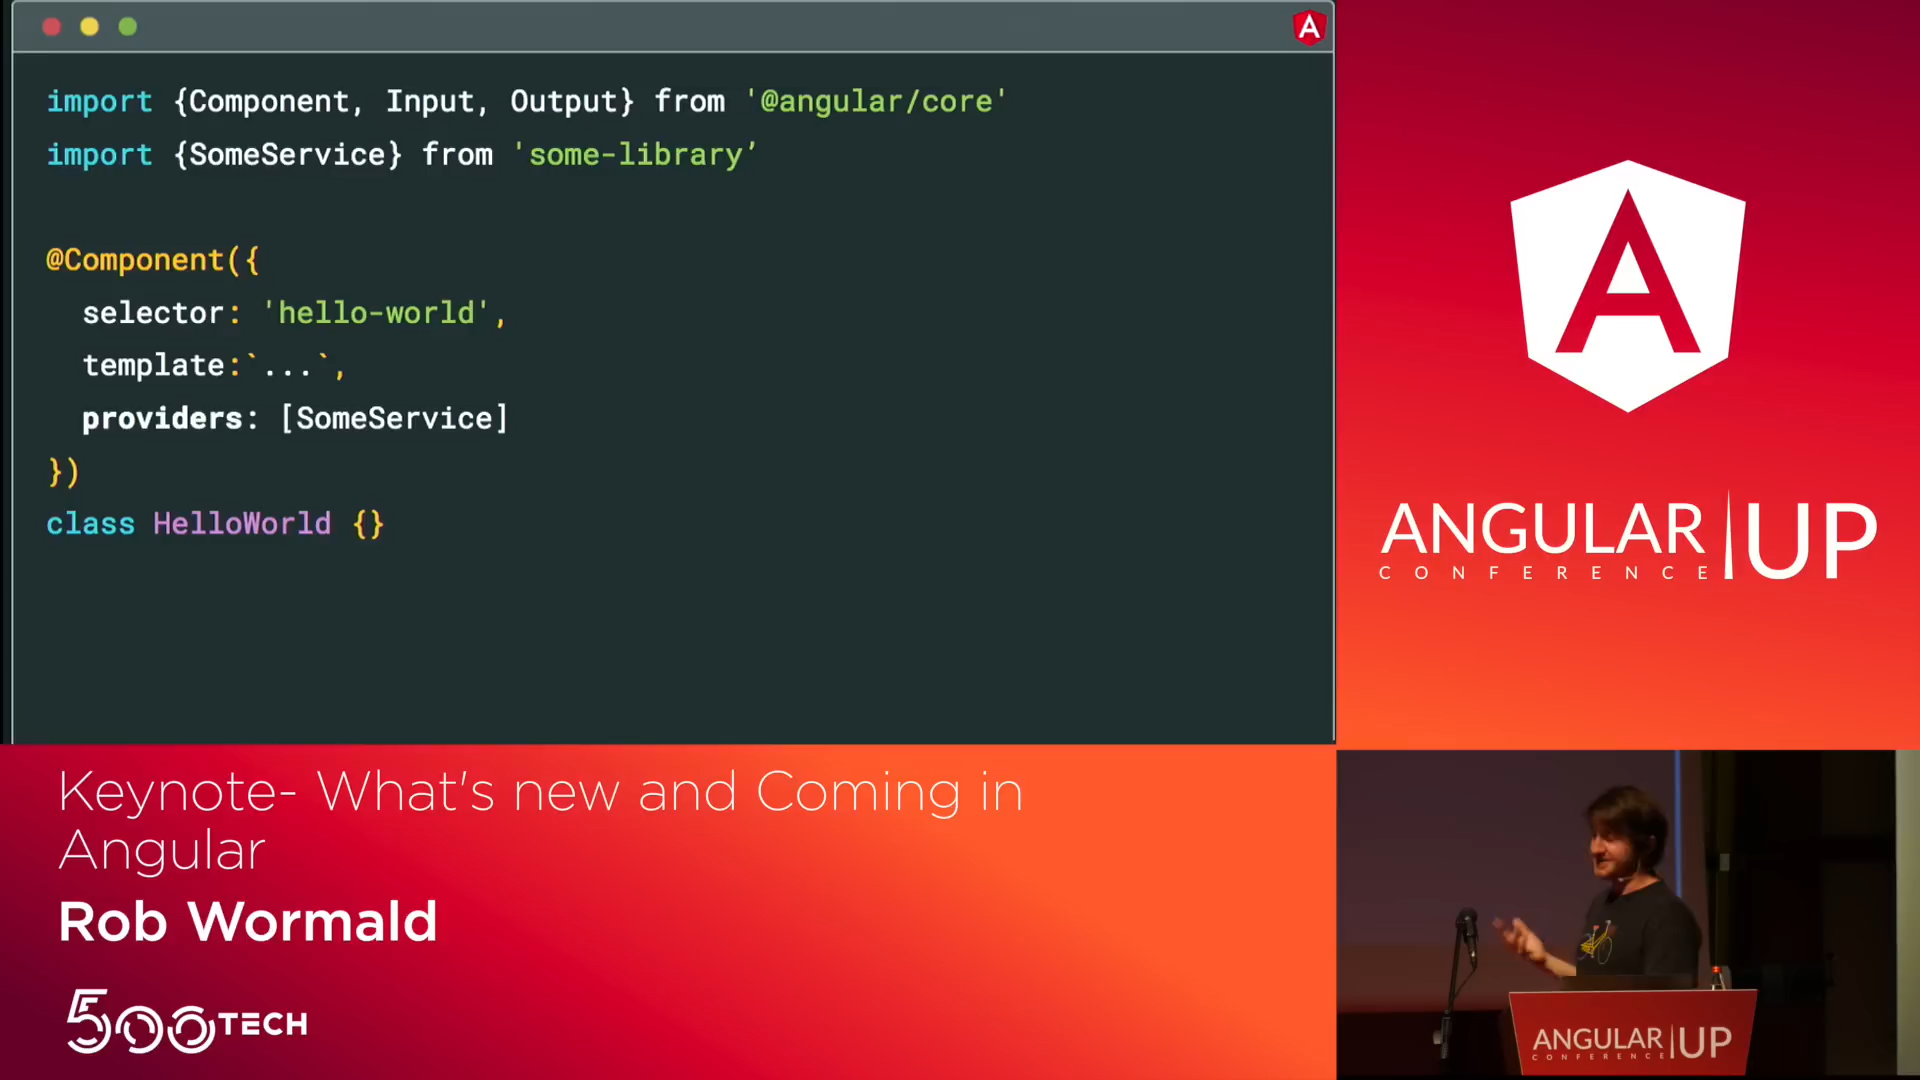 import {Component, Input, Output} from '@angular/core'
import {SomeService} from 'some-library’

@Component({
  selector: 'hello-world',
  template:`...`,
  providers: [SomeService]
})
class HelloWorld {}
ANGULAR UP
CONFERENCE
Keynote- What's new and Coming in
Angular
Rob Wormald
500TECH
ANGULAR UP
CONFERENCE